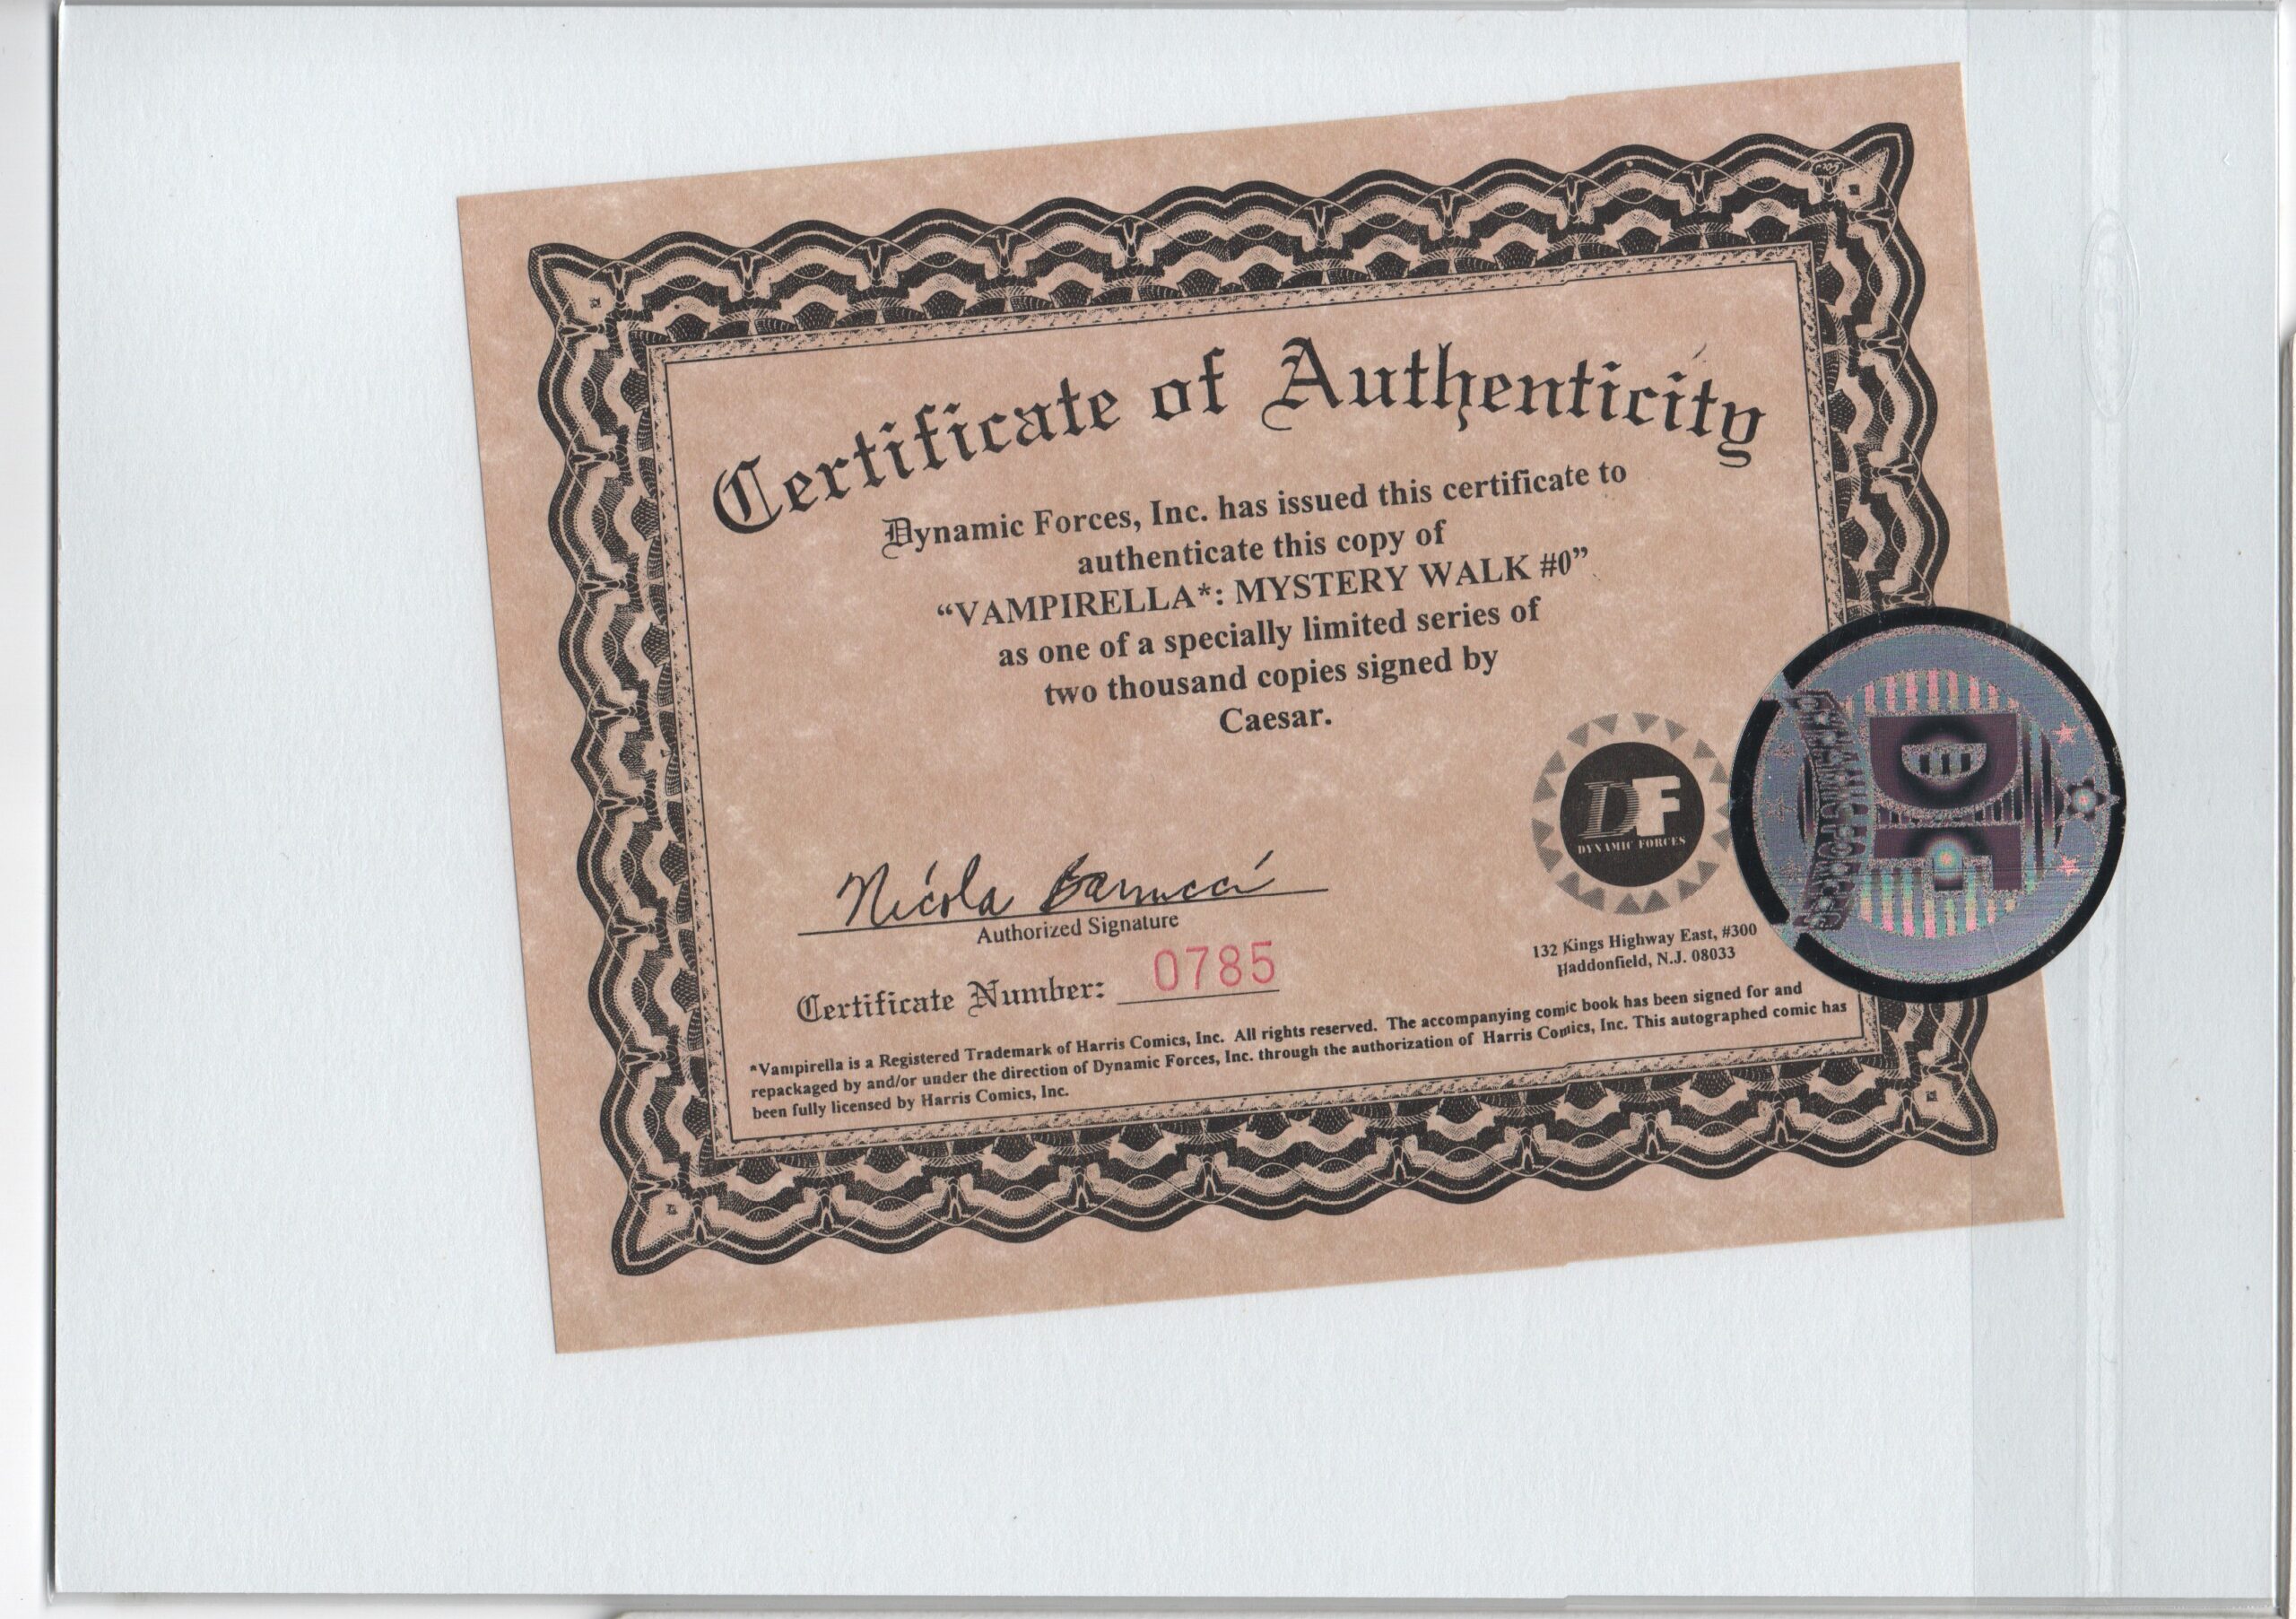 Certificate of Authenticity
Dynamic Forces, Inc. has issued this certificate to
authenticate this copy of
“VAMPIRELLA*: MYSTERY WALK #0”
as one of a specially limited series of
two thousand copies signed by
Caesar.
DF
DYNAMIC FORCES
DF
DYNAMIC FORCES
Nicola Barrucci
Authorized Signature
132 Kings Highway East, #300
Haddonfield, N.J. 08033
Certificate Number: 0785
*Vampirella is a Registered Trademark of Harris Comics, Inc. All rights reserved. The accompanying comic book has been signed for and
repackaged by and/or under the direction of Dynamic Forces, Inc. through the authorization of Harris Comics, Inc. This autographed comic has
been fully licensed by Harris Comics, Inc.